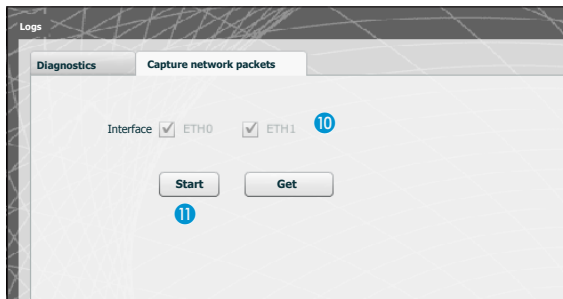 Logs
Diagnostics Capture network packets
Interface ETH0 ETH1 10
Start Get
11